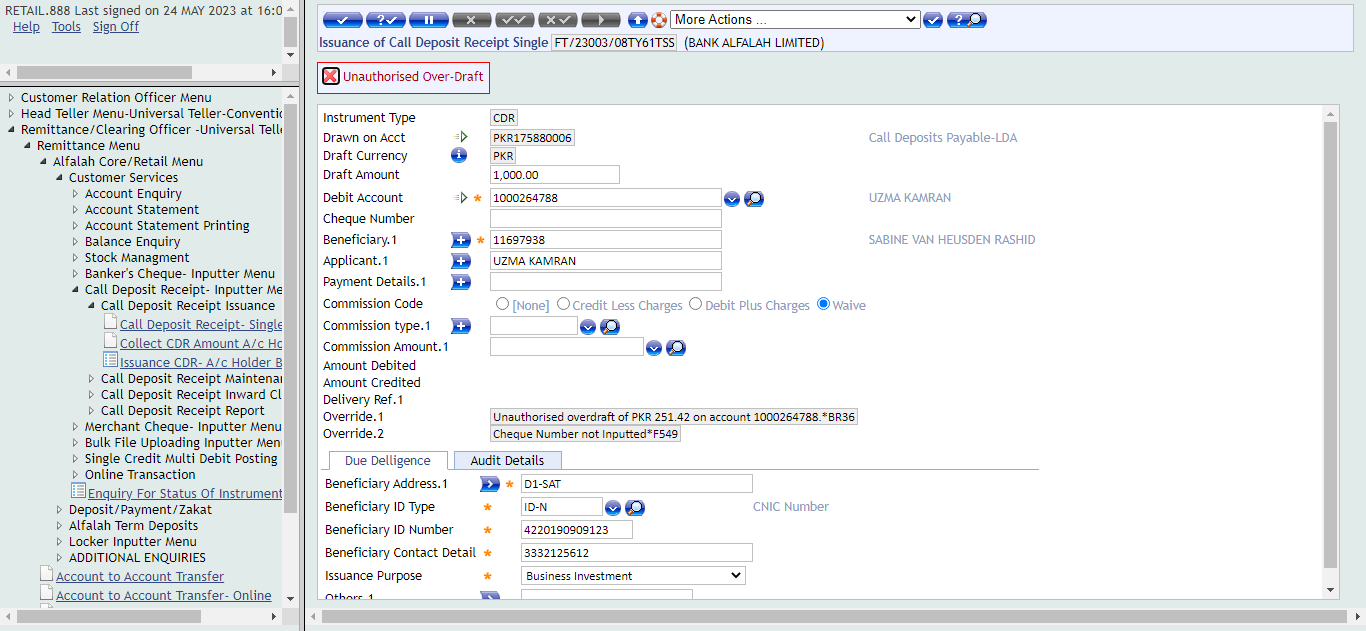 RETAIL.888 Last signed on 24 MAY 2023 at 16:0
Help Tools Sign Off
Customer Relation Officer Menu
Head Teller Menu-Universal Teller-Conventio
Remittance/Clearing Officer -Universal Telle
Remittance Menu
Alfalah Core/Retail Menu
Customer Services
Account Enquiry
Account Statement
Account Statement Printing
Balance Enquiry
Stock Managment
Banker's Cheque- Inputter Menu
Call Deposit Receipt- Inputter Me
Call Deposit Receipt Issuance
Call Deposit Receipt- Single
Collect CDR Amount A/c Ho
Issuance CDR- A/c Holder B
Call Deposit Receipt Maintenar
Call Deposit Receipt Inward Cl
Call Deposit Receipt Report
Merchant Cheque- Inputter Menu
Bulk File Uploading Inputter Menu
Single Credit Multi Debit Posting
Online Transaction
Enquiry For Status Of Instrument
Deposit/Payment/Zakat
Alfalah Term Deposits
Locker Inputter Menu
ADDITIONAL ENQUIRIES
Account to Account Transfer
Account to Account Transfer- Online
More Actions ...
Issuance of Call Deposit Receipt Single FT/23003/08TY61TSS (BANK ALFALAH LIMITED)
Unauthorised Over-Draft
Instrument Type CDR
Drawn on Acct PKR175880006 Call Deposits Payable-LDA
Draft Currency PKR
Draft Amount 1,000.00
Debit Account * 1000264788 UZMA KAMRAN
Cheque Number
Beneficiary.1 * 11697938 SABINE VAN HEUSDEN RASHID
Applicant.1 UZMA KAMRAN
Payment Details.1
Commission Code [None] Credit Less Charges Debit Plus Charges Waive
Commission type.1
Commission Amount.1
Amount Debited
Amount Credited
Delivery Ref.1
Override.1 Unauthorised overdraft of PKR 251.42 on account 1000264788.*BR36
Override.2 Cheque Number not Inputted*F549
Due Delligence Audit Details
Beneficiary Address.1 * D1-SAT
Beneficiary ID Type * ID-N CNIC Number
Beneficiary ID Number * 4220190909123
Beneficiary Contact Detail * 3332125612
Issuance Purpose * Business Investment
Others.1